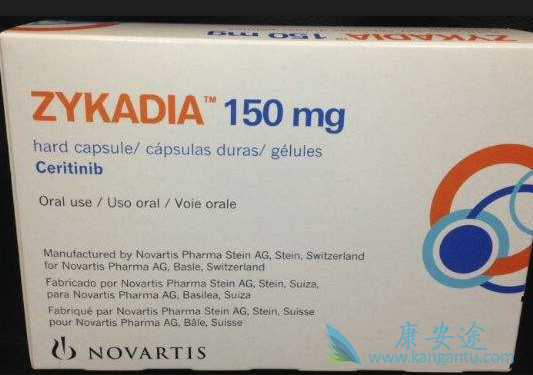 ZYKADIA™ 150 mg
ZYKADIA™ 150 mg
hard capsule/ cápsulas duras/ gélules
Ceritinib
Oral use / Uso oral / Voie orale
Manufactured by Novartis Pharma Stein AG, Stein, Switzerland
for Novartis Pharma AG, Basle, Switzerland
Fabricado por Novartis Pharma Stein AG, Stein, Suiza,
para Novartis Pharma AG, Basilea, Suiza
Fabriqué par Novartis Pharma Stein AG, Stein, Suisse
pour Novartis Pharma AG, Bâle, Suisse
NOVARTIS
康安途
www.kangantu.com